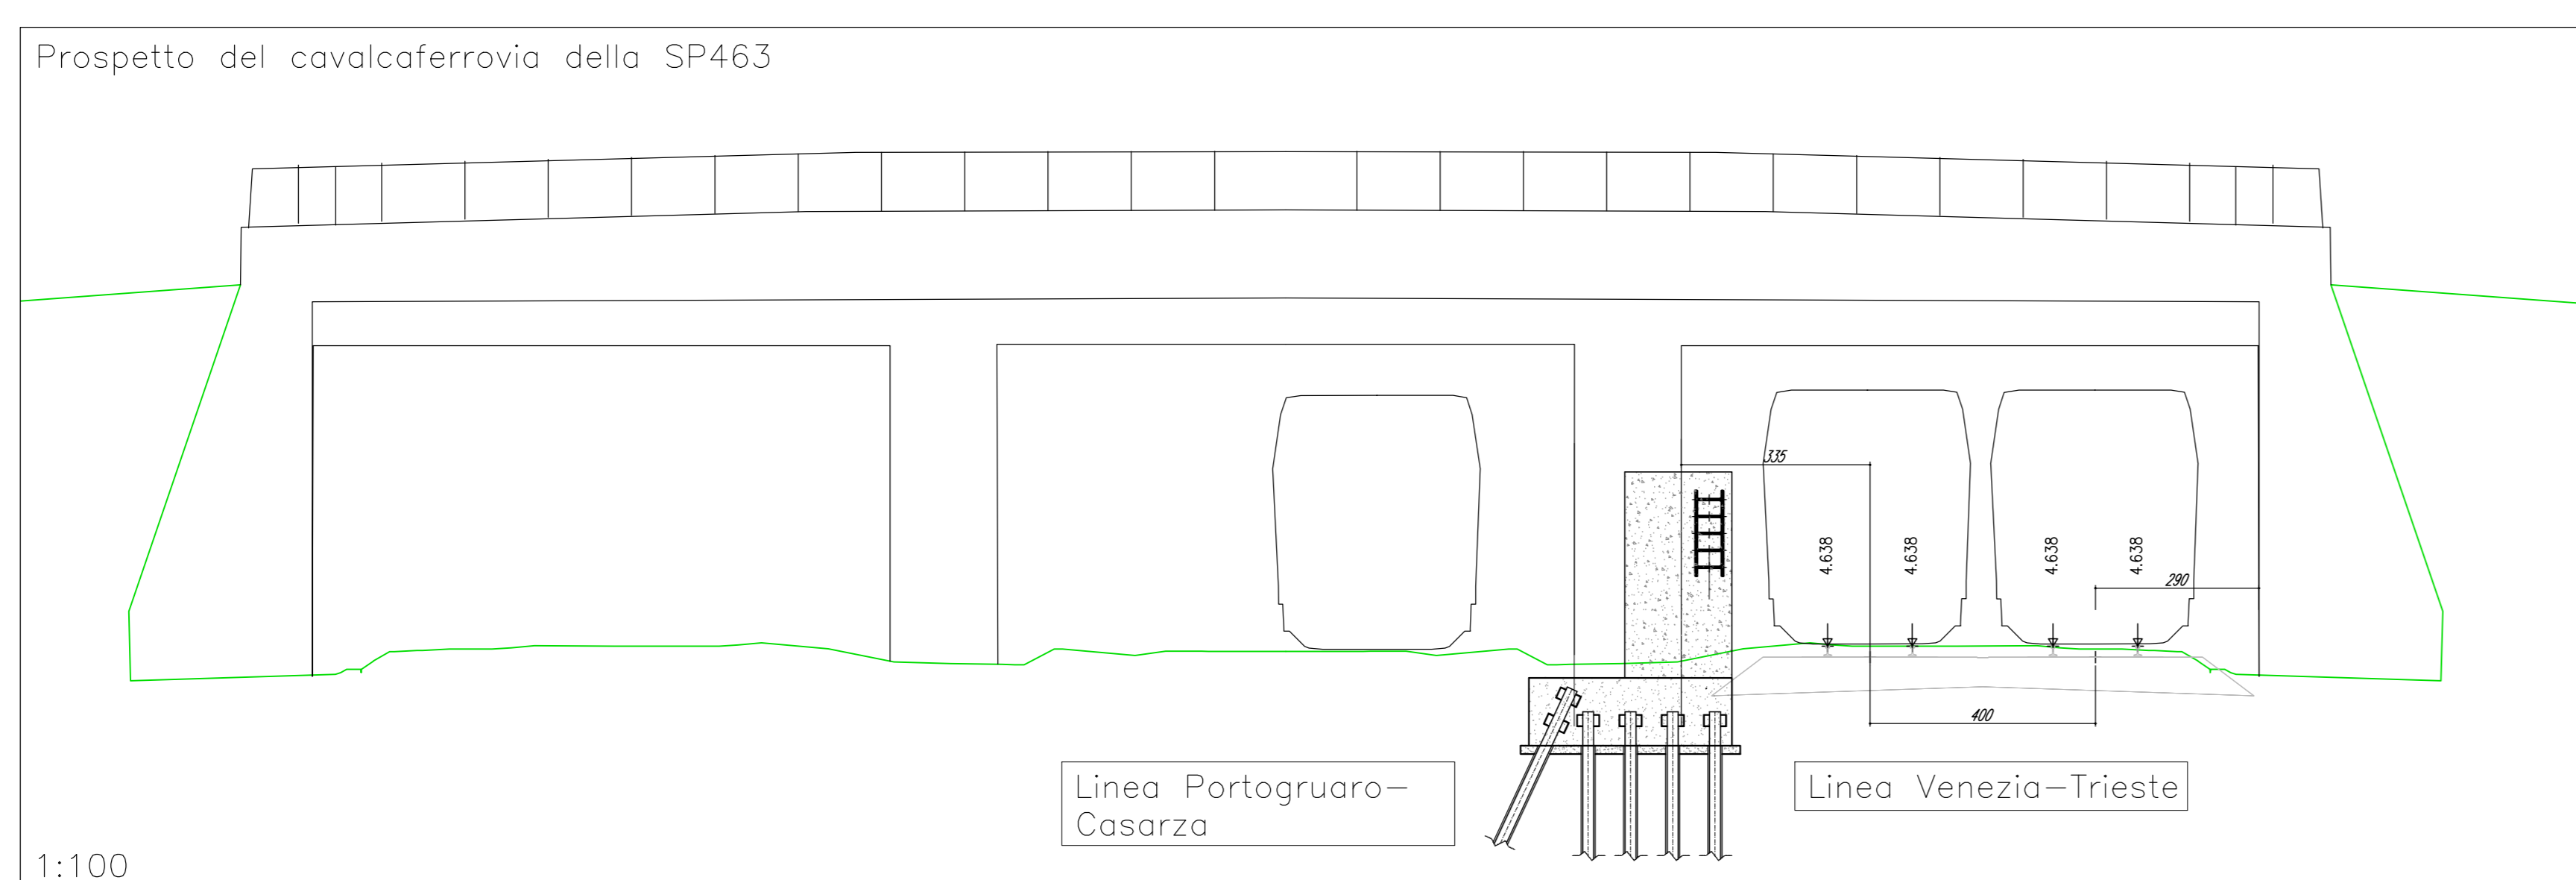 Prospetto del cavalcaferrovia della SP463
335
4.638
4.638
4.638
4.638
290
400
Linea Portogruaro-
Casarza
Linea Venezia-Trieste
1:100